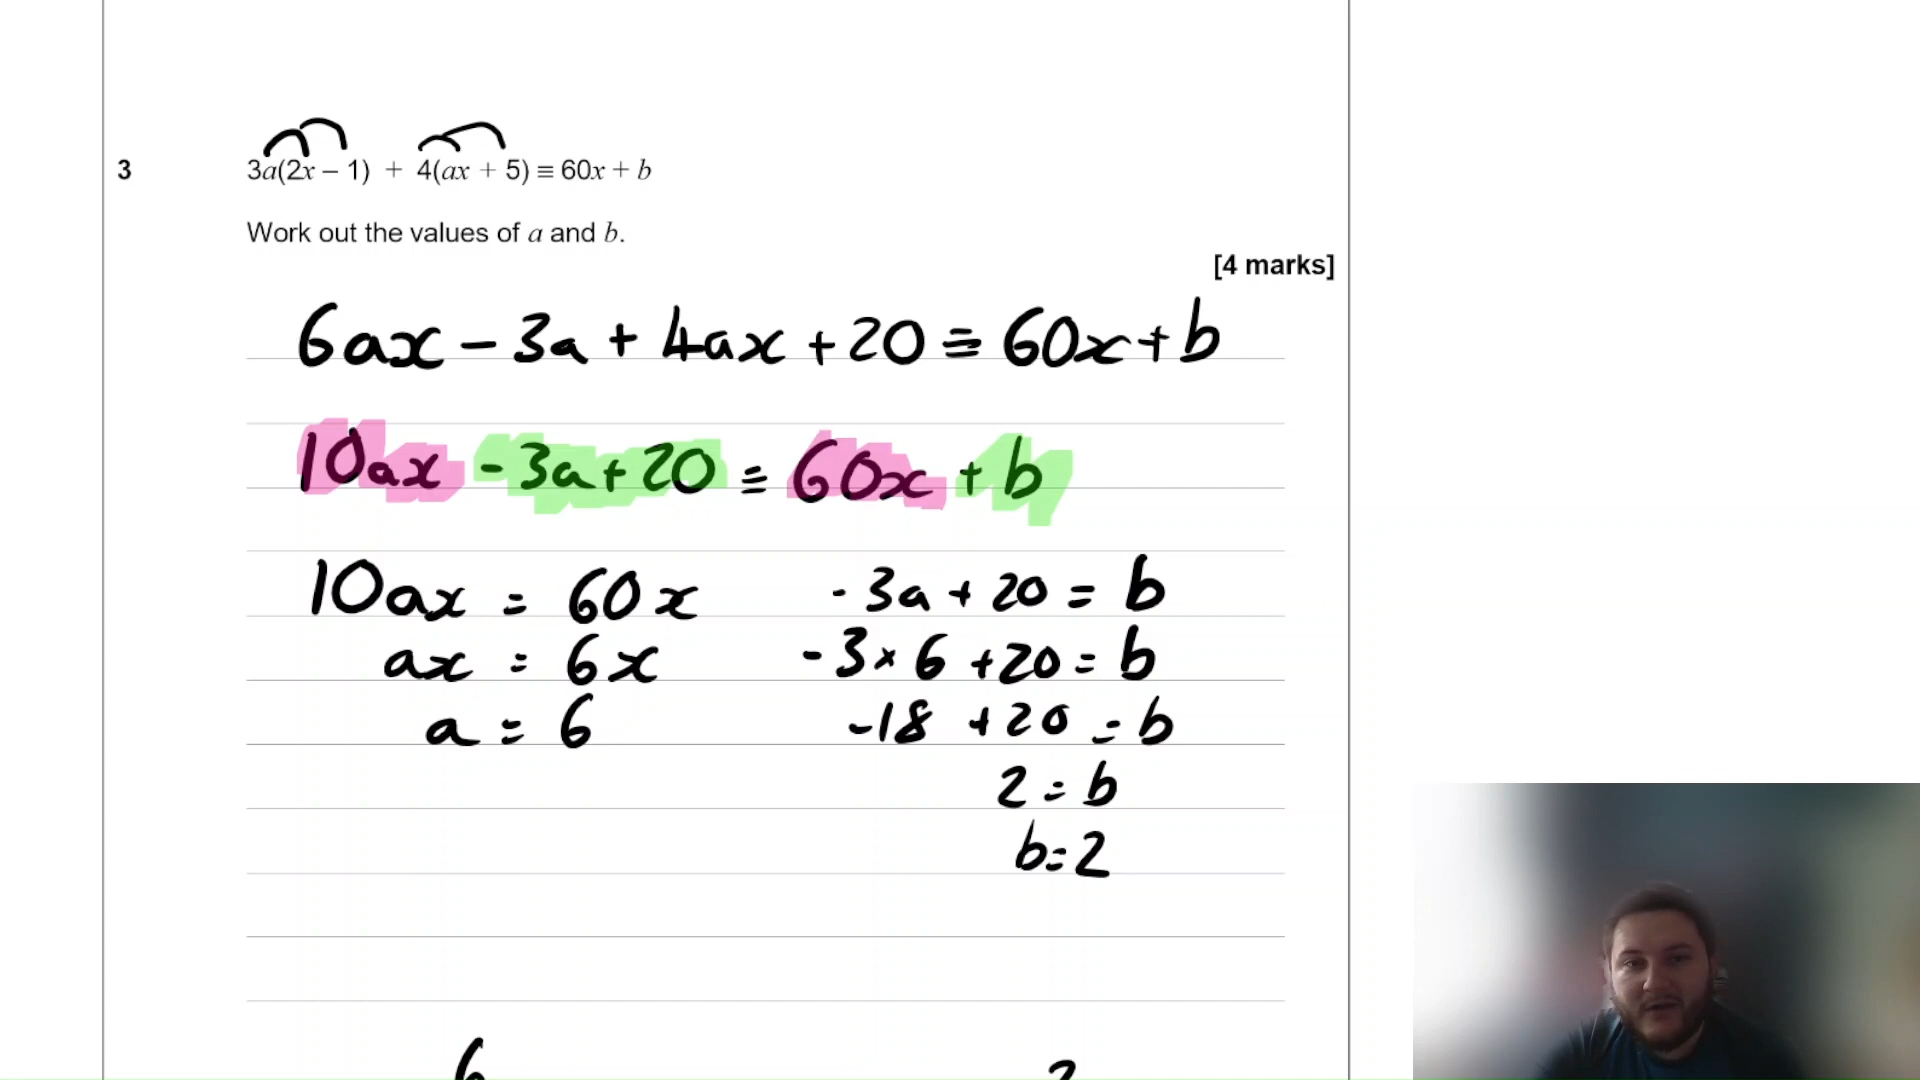 3 3a(2x – 1) + 4(ax + 5) ≡ 60x + b
Work out the values of a and b.
[4 marks]
6ax - 3a + 4ax + 20 ≡ 60x + b
10ax - 3a + 20 ≡ 60x + b
10ax = 60x
ax = 6x
a = 6
- 3a + 20 = b
- 3 × 6 + 20 = b
-18 + 20 = b
2 = b
b = 2
6